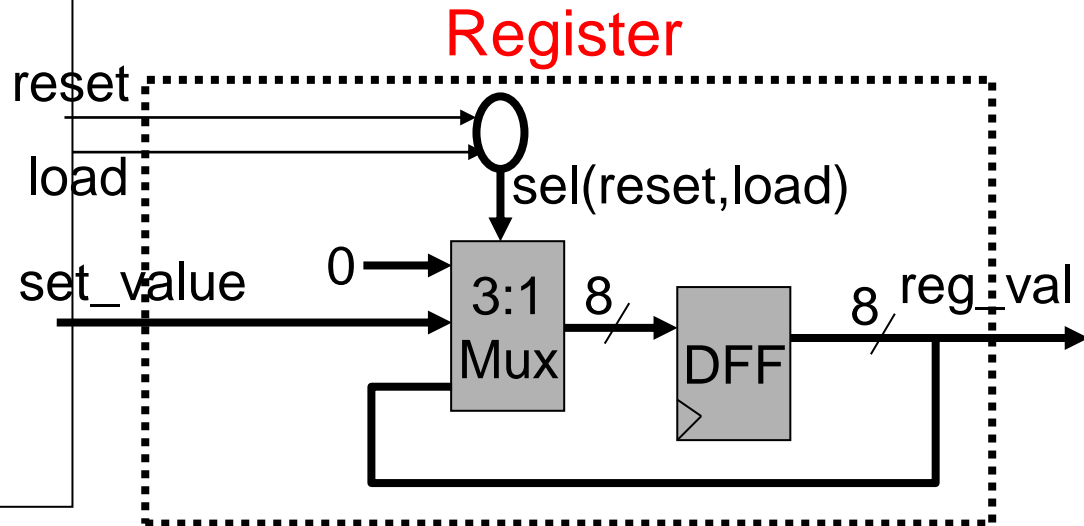 Register
reset
load
sel(reset,load)
0
set_value
3:1
Mux
8
DFF
8
reg_val